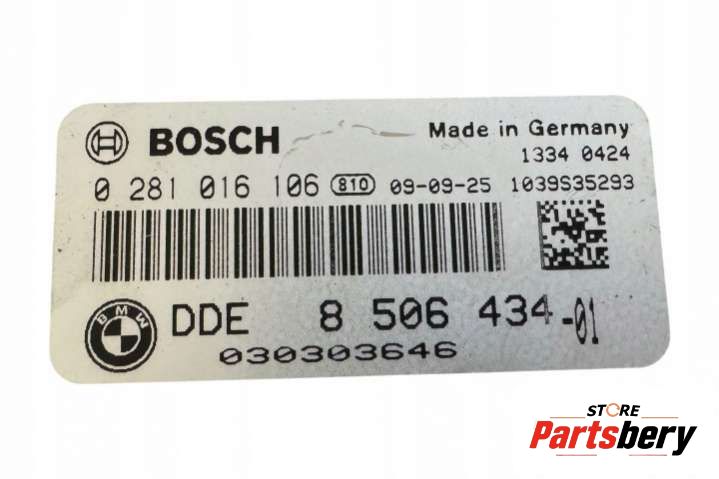 BOSCH
Made in Germany
1334 0424
0 281 016 106 810 09-09-25 1039S35293
BMW DDE 8 506 434-01
030303646
STORE
Partsbery